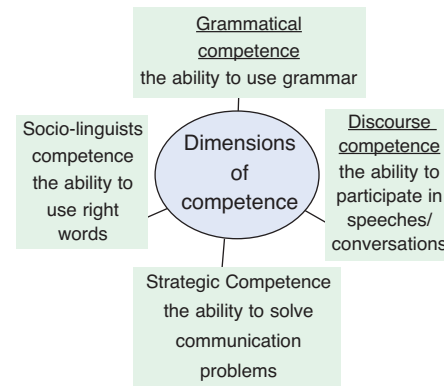 Grammatical
competence
the ability to use grammar
Socio-linguists
competence
the ability to
use right
words
Dimensions
of
competence
Discourse
competence
the ability to
participate in
speeches/
conversations
Strategic Competence
the ability to solve
communication
problems